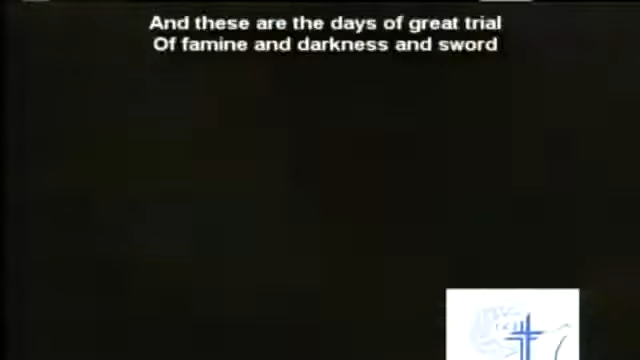 And these are the days of great trial
Of famine and darkness and sword